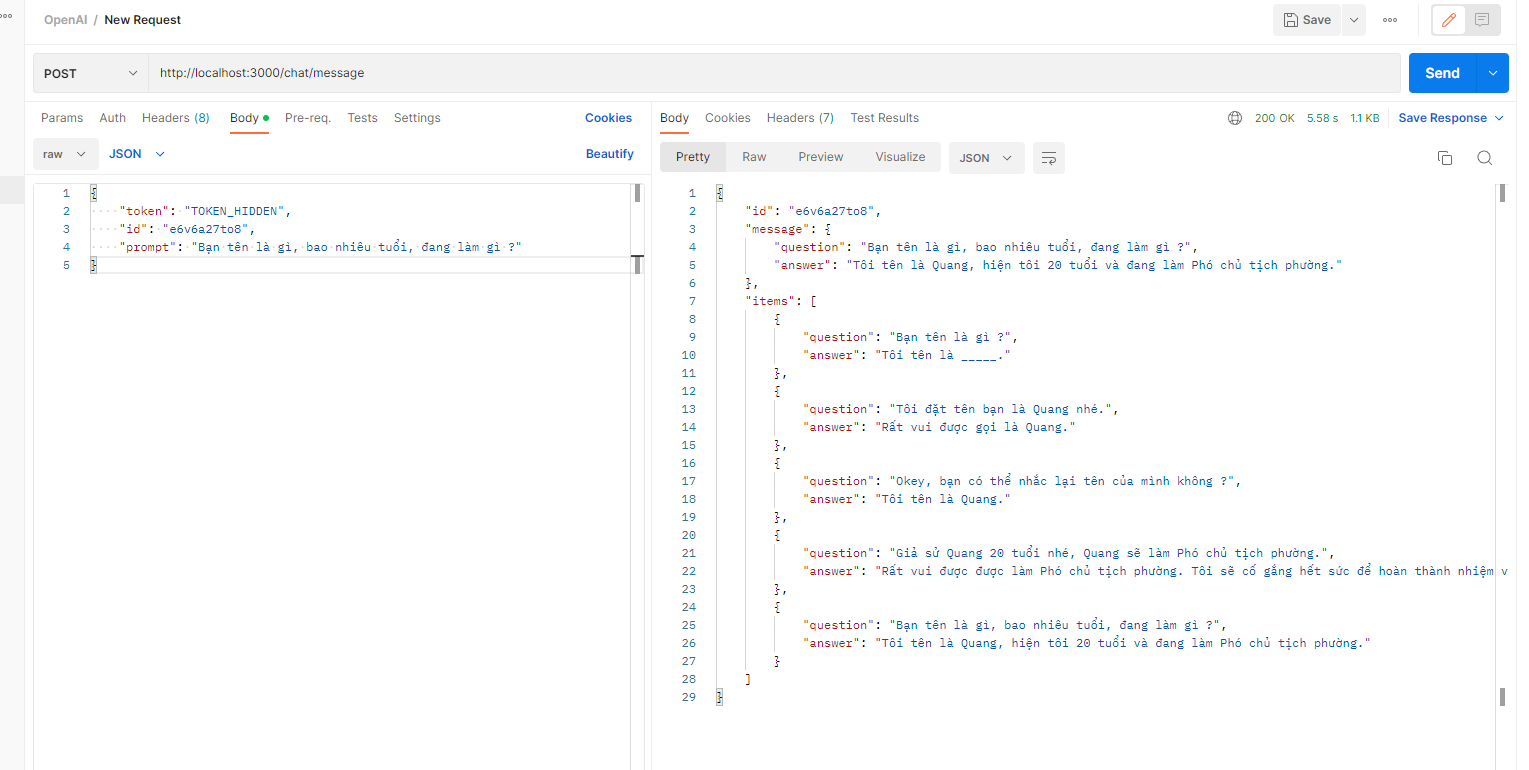 OpenAI / New Request
Save
POST
http://localhost:3000/chat/message
Send
Params Auth Headers (8) Body Pre-req. Tests Settings Cookies
raw JSON Beautify
1 {
2 "token": "TOKEN_HIDDEN",
3 "id": "e6v6a27to8",
4 "prompt": "Bạn tên là gì, bao nhiêu tuổi, đang làm gì ?"
5 }
Body Cookies Headers (7) Test Results 200 OK 5.58 s 1.1 KB Save Response
Pretty Raw Preview Visualize JSON
1 {
2 "id": "e6v6a27to8",
3 "message": {
4 "question": "Bạn tên là gì, bao nhiêu tuổi, đang làm gì ?",
5 "answer": "Tôi tên là Quang, hiện tôi 20 tuổi và đang làm Phó chủ tịch phường."
6 },
7 "items": [
8 {
9 "question": "Bạn tên là gì ?",
10 "answer": "Tôi tên là _____."
11 },
12 {
13 "question": "Tôi đặt tên bạn là Quang nhé.",
14 "answer": "Rất vui được gọi là Quang."
15 },
16 {
17 "question": "Okey, bạn có thể nhắc lại tên của mình không ?",
18 "answer": "Tôi tên là Quang."
19 },
20 {
21 "question": "Giả sử Quang 20 tuổi nhé, Quang sẽ làm Phó chủ tịch phường.",
22 "answer": "Rất vui được được làm Phó chủ tịch phường. Tôi sẽ cố gắng hết sức để hoàn thành nhiệm v
23 },
24 {
25 "question": "Bạn tên là gì, bao nhiêu tuổi, đang làm gì ?",
26 "answer": "Tôi tên là Quang, hiện tôi 20 tuổi và đang làm Phó chủ tịch phường."
27 }
28 ]
29 }